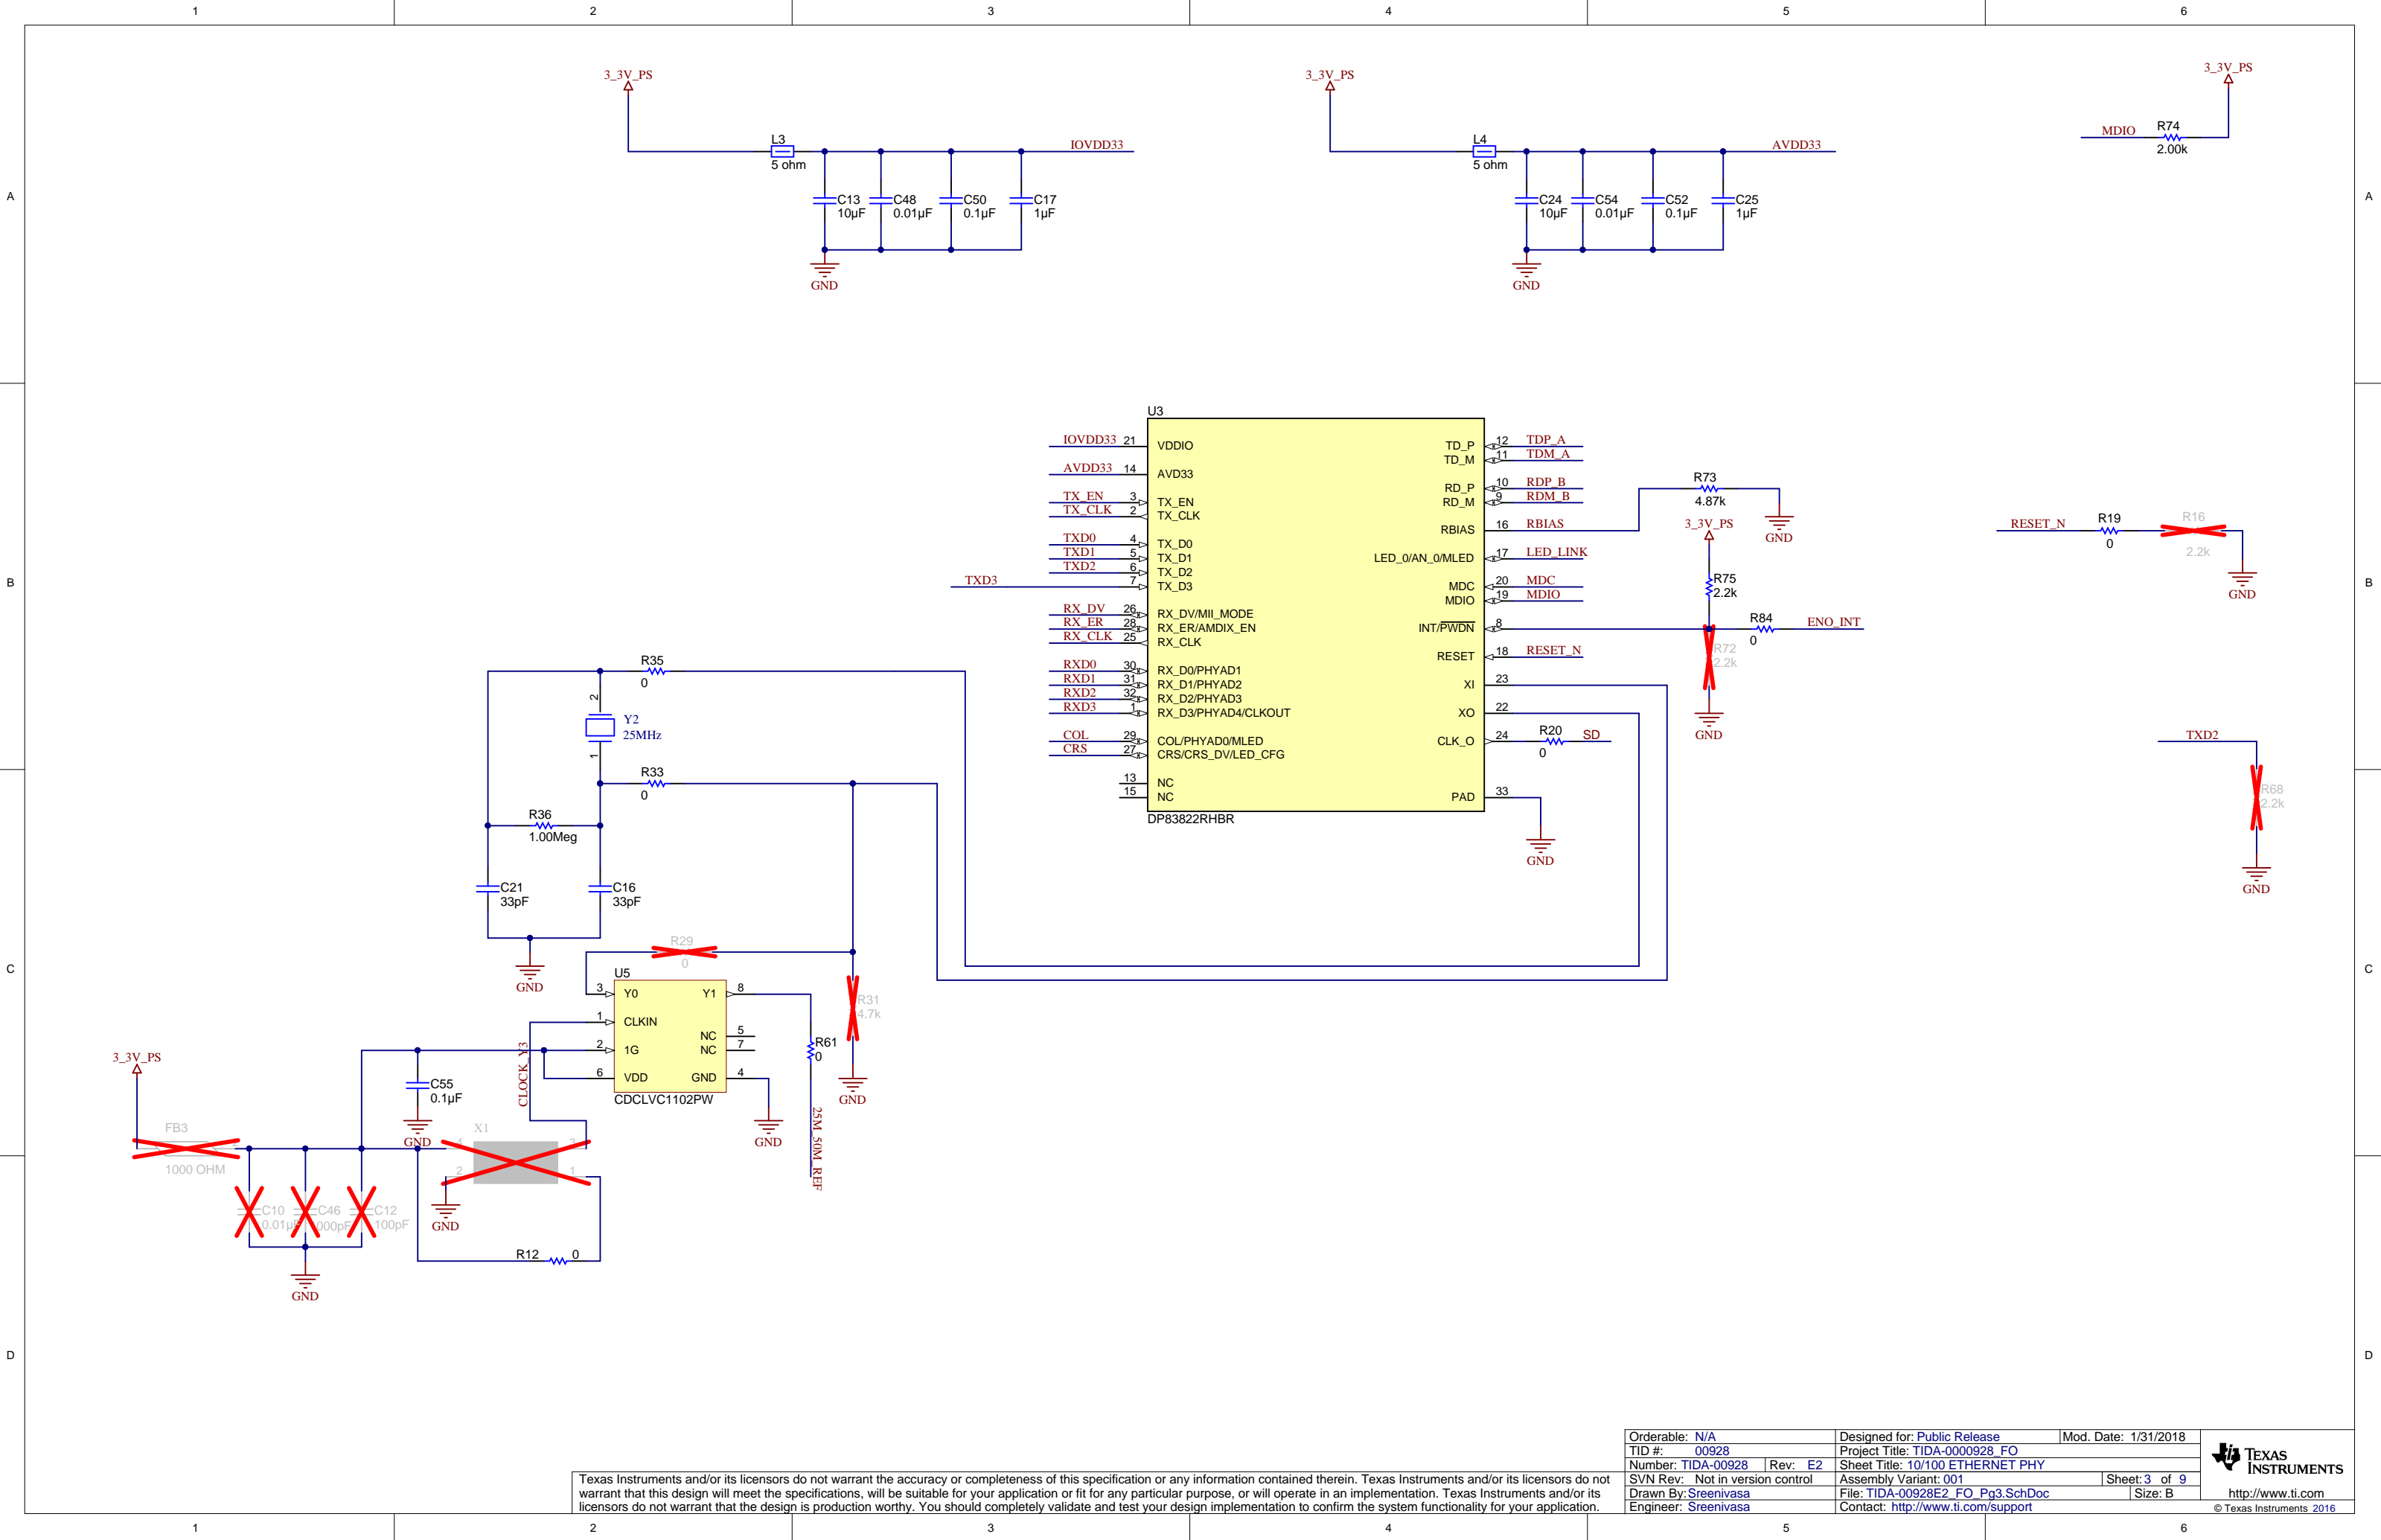 1 2 3 4 5 6
3_3V_PS 3_3V_PS 3_3V_PS
L3 IOVDD33 L4 AVDD33 MDIO R74
5 ohm 5 ohm 2.00k
A C13 C48 C50 C17 C24 C54 C52 C25 A
10µF 0.01µF 0.1µF 1µF 10µF 0.01µF 0.1µF 1µF
GND GND
U3
IOVDD33 21 VDDIO TD_P 12 TDP_A
TD_M 11 TDM_A
AVDD33 14 AVD33
RD_P 10 RDP_B R73
TX_EN 3 TX_EN RD_M 9 RDM_B 4.87k
TX_CLK 2 TX_CLK
RBIAS 16 RBIAS 3_3V_PS GND RESET_N R19 R16
TXD0 4 TX_D0 0 2.2k
TXD1 5 TX_D1 LED_0/AN_0/MLED 17 LED_LINK
TXD2 6 TX_D2
B TXD3 7 TX_D3 MDC 20 MDC R75 GND B
MDIO 19 MDIO 2.2k
RX_DV 26 RX_DV/MII_MODE
RX_ER 28 RX_ER/AMDIX_EN INT/PWDN 8 R84 ENO_INT
RX_CLK 25 RX_CLK 0
RESET 18 RESET_N R72
R35 RXD0 30 RX_D0/PHYAD1 2.2k
0 RXD1 31 RX_D1/PHYAD2 XI 23
RXD2 32 RX_D2/PHYAD3
2 Y2 RXD3 1 RX_D3/PHYAD4/CLKOUT XO 22
25MHz GND
1 COL 29 COL/PHYAD0/MLED CLK_O 24 R20 SD TXD2
CRS 27 CRS/CRS_DV/LED_CFG 0
R33 13 NC
0 15 NC PAD 33 R68
R36 DP83822RHBR 2.2k
1.00Meg GND
C21 C16 GND
33pF 33pF
R29
C 0 C
GND U5
3 Y0 Y1 8 R31
4.7k
1 CLKIN
NC 5
CLOCK_Y3 2 1G NC 7 R61
3_3V_PS 0
C55 6 VDD GND 4
0.1µF CDCLVC1102PW GND
FB3 GND X1 GND 25M_50M_REF
4 3
1000 OHM 2 1
C10 C46 C12
0.01µF 000pF 100pF GND
R12 0
GND
D D
Orderable: N/A Designed for: Public Release Mod. Date: 1/31/2018
TID #: 00928 Project Title: TIDA-0000928_FO
Number: TIDA-00928 Rev: E2 Sheet Title: 10/100 ETHERNET PHY
SVN Rev: Not in version control Assembly Variant: 001 Sheet: 3 of 9
Drawn By: Sreenivasa File: TIDA-00928E2_FO_Pg3.SchDoc Size: B
Engineer: Sreenivasa Contact: http://www.ti.com/support
TEXAS
INSTRUMENTS
http://www.ti.com
© Texas Instruments 2016
Texas Instruments and/or its licensors do not warrant the accuracy or completeness of this specification or any information contained therein. Texas Instruments and/or its licensors do not
warrant that this design will meet the specifications, will be suitable for your application or fit for any particular purpose, or will operate in an implementation. Texas Instruments and/or its
licensors do not warrant that the design is production worthy. You should completely validate and test your design implementation to confirm the system functionality for your application.
1 2 3 4 5 6